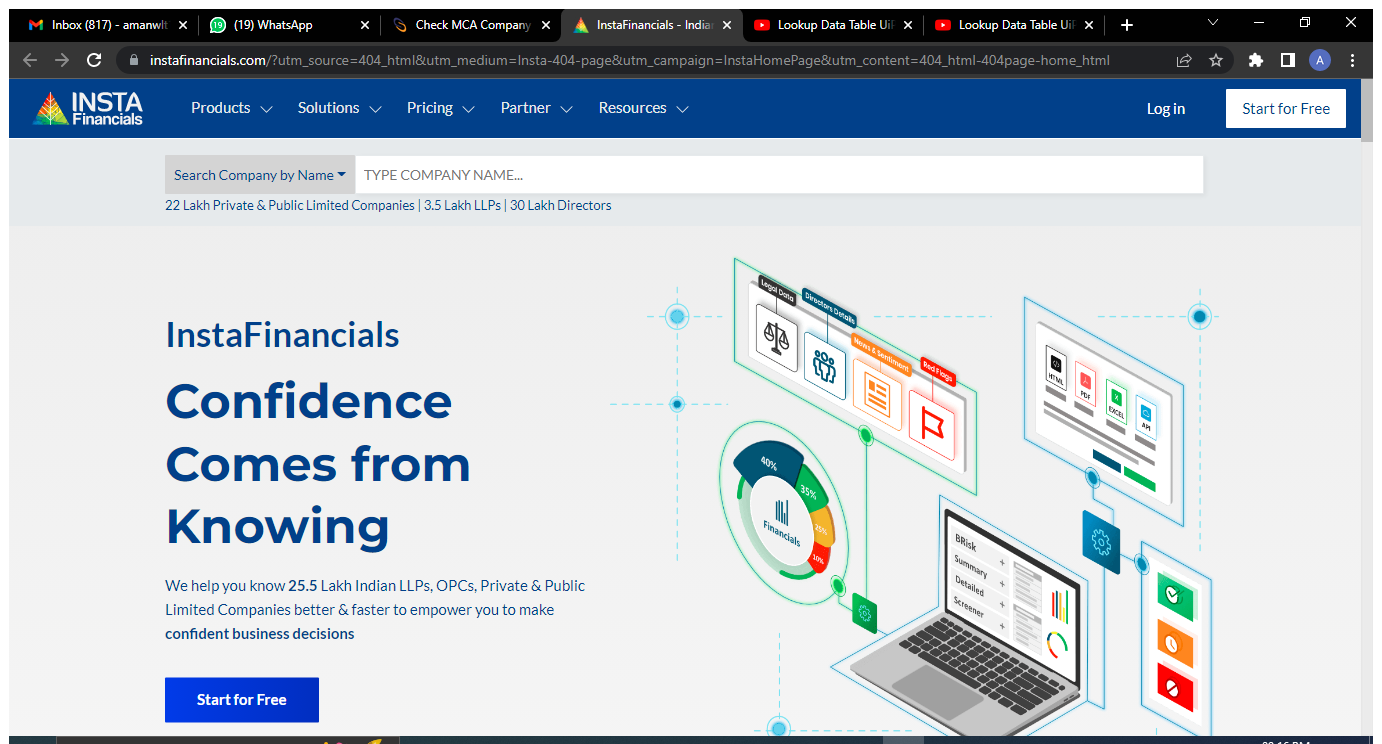 Inbox (817) - amanwlt
(19) WhatsApp
Check MCA Company
InstaFinancials - Indian
Lookup Data Table UiP
Lookup Data Table UiP
instafinancials.com/?utm_source=404_html&utm_medium=Insta-404-page&utm_campaign=InstaHomePage&utm_content=404_html-404page-home_html
A
INSTA
Financials
Products
Solutions
Pricing
Partner
Resources
Log in
Start for Free
Search Company by Name
TYPE COMPANY NAME...
22 Lakh Private & Public Limited Companies | 3.5 Lakh LLPs | 30 Lakh Directors
InstaFinancials
Confidence
Comes from
Knowing
We help you know 25.5 Lakh Indian LLPs, OPCs, Private & Public
Limited Companies better & faster to empower you to make
confident business decisions
Start for Free
Legal Data
Directors Details
News & Sentiment
Red Flags
HTML
PDF
EXCEL
API
40%
35%
25%
10%
Financials
BRisk
Summary
Detailed
Screener